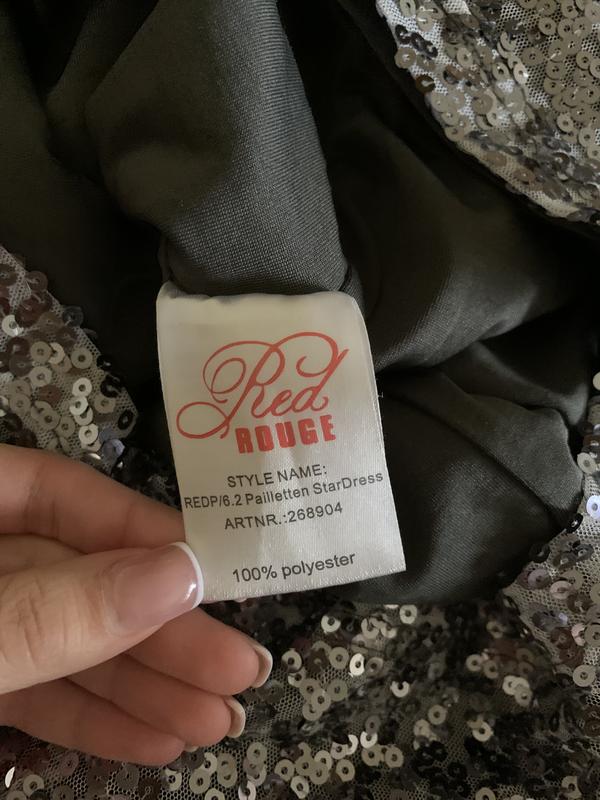 Red
ROUGE
STYLE NAME:
REDP/6.2 Pailletten StarDress
ARTNR.:268904
100% polyester